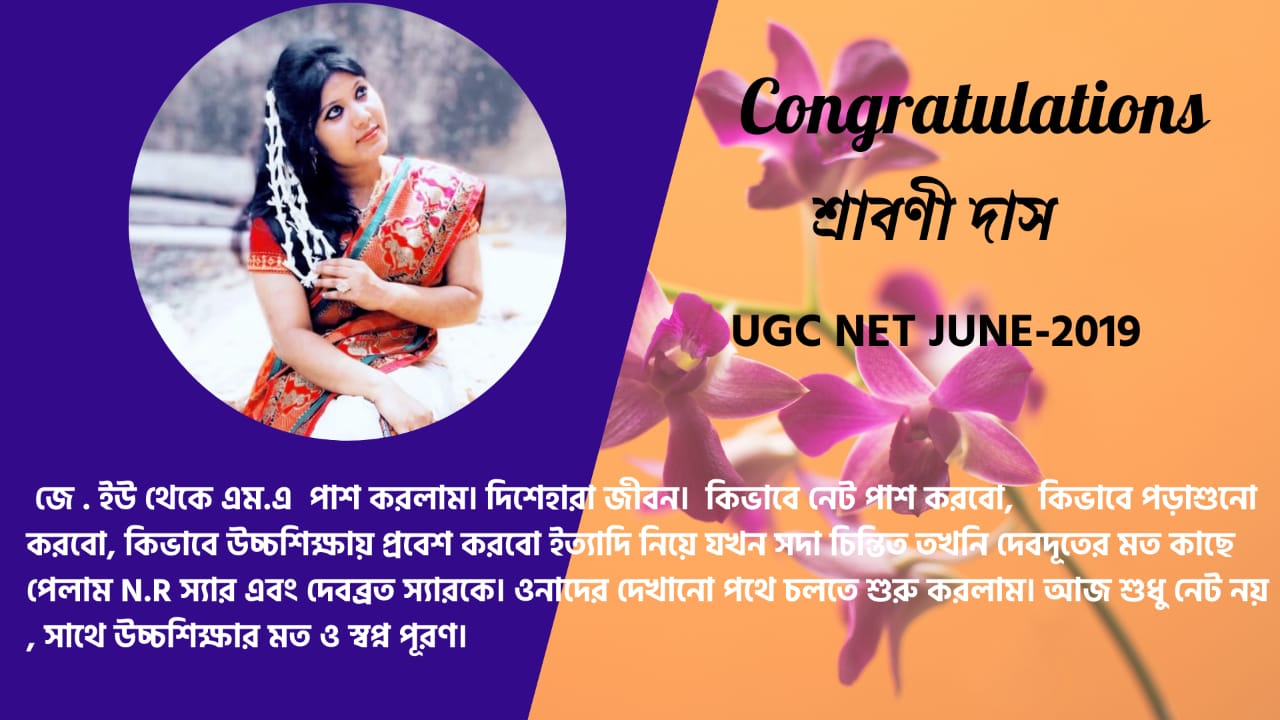 Congratulations
শ্রাবণী দাস
UGC NET JUNE-2019
জে . ইউ থেকে এম.এ পাশ করলাম। দিশেহারা জীবন। কিভাবে নেট পাশ করবো, কিভাবে পড়াশুনো
করবো, কিভাবে উচ্চশিক্ষায় প্রবেশ করবো ইত্যাদি নিয়ে যখন সদা চিন্তিত তখনি দেবদূতের মত কাছে
পেলাম N.R স্যার এবং দেবব্রত স্যারকে। ওনাদের দেখানো পথে চলতে শুরু করলাম। আজ শুধু নেট নয়
, সাথে উচ্চশিক্ষার মত ও স্বপ্ন পূরণ।